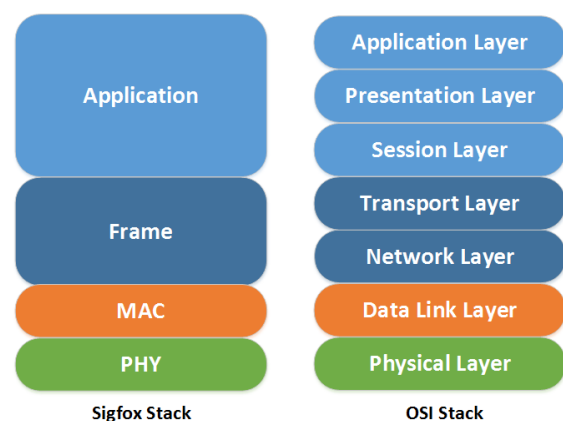 Application
Frame
MAC
PHY
Sigfox Stack
Application Layer
Presentation Layer
Session Layer
Transport Layer
Network Layer
Data Link Layer
Physical Layer
OSI Stack